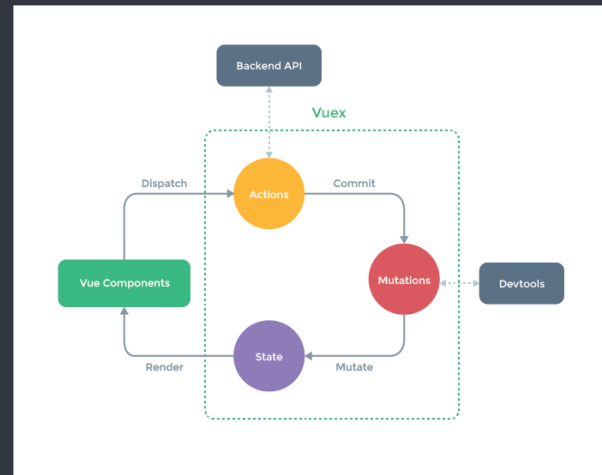 Backend API
Vuex
Dispatch
Commit
Actions
Vue Components
Mutations
Devtools
State
Render
Mutate